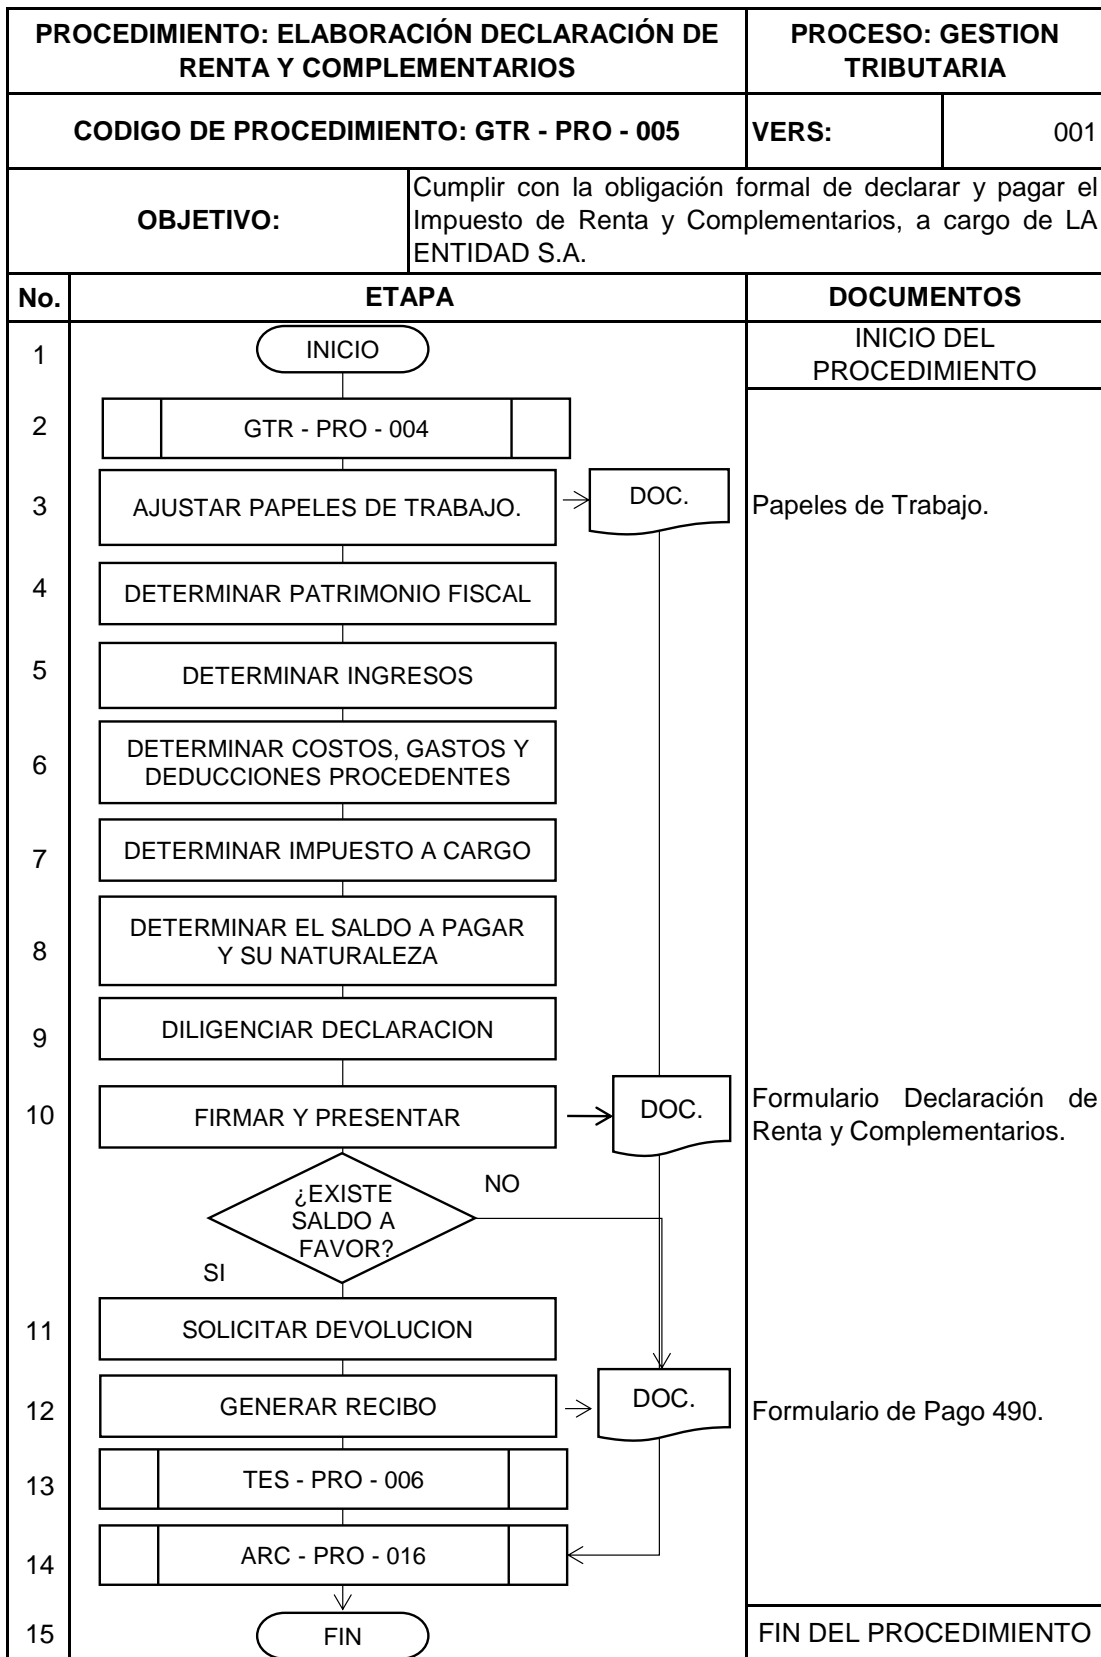 PROCEDIMIENTO: ELABORACIÓN DECLARACIÓN DE
RENTA Y COMPLEMENTARIOS
PROCESO: GESTION
TRIBUTARIA
CODIGO DE PROCEDIMIENTO: GTR - PRO - 005
VERS:
001
OBJETIVO:
Cumplir con la obligación formal de declarar y pagar el
Impuesto de Renta y Complementarios, a cargo de LA
ENTIDAD S.A.
No.
ETAPA
DOCUMENTOS
1
INICIO
INICIO DEL
PROCEDIMIENTO
2
GTR - PRO - 004
3
AJUSTAR PAPELES DE TRABAJO.
DOC.
Papeles de Trabajo.
4
DETERMINAR PATRIMONIO FISCAL
5
DETERMINAR INGRESOS
6
DETERMINAR COSTOS, GASTOS Y
DEDUCCIONES PROCEDENTES
7
DETERMINAR IMPUESTO A CARGO
8
DETERMINAR EL SALDO A PAGAR
Y SU NATURALEZA
9
DILIGENCIAR DECLARACION
10
FIRMAR Y PRESENTAR
DOC.
Formulario Declaración de
Renta y Complementarios.
¿EXISTE
SALDO A
FAVOR?
NO
SI
11
SOLICITAR DEVOLUCION
12
GENERAR RECIBO
DOC.
Formulario de Pago 490.
13
TES - PRO - 006
14
ARC - PRO - 016
15
FIN
FIN DEL PROCEDIMIENTO